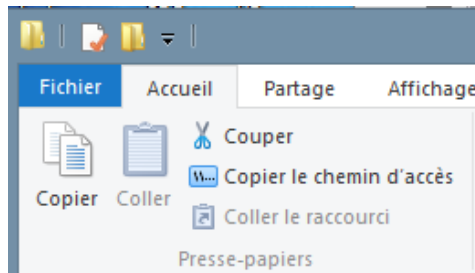 Fichier Accueil Partage Affichage
Couper
Copier le chemin d'accès
Copier Coller
Coller le raccourci
Presse-papiers